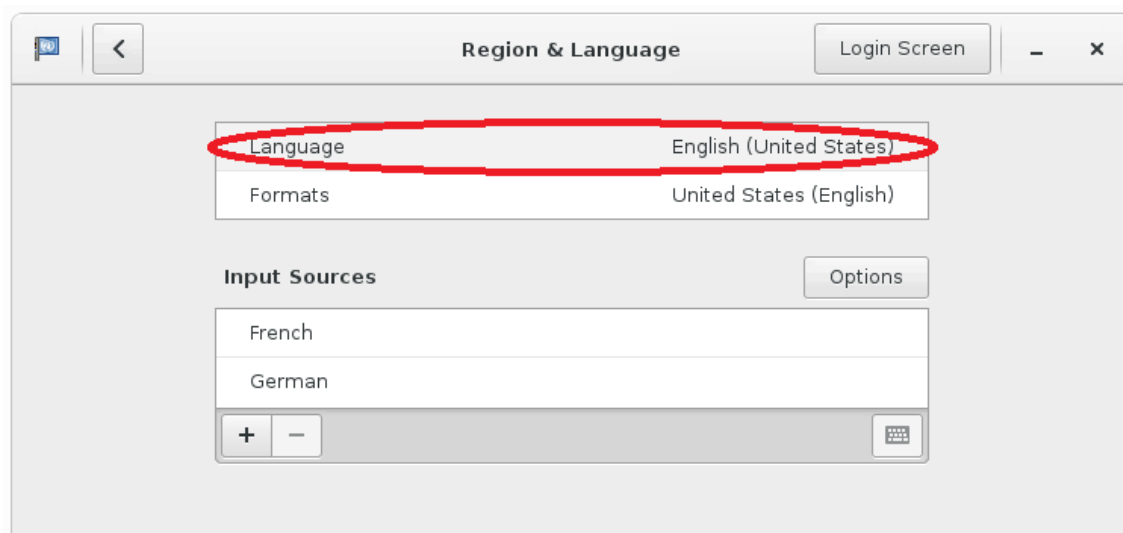 Region & Language Login Screen
Language English (United States)
Formats United States (English)
Input Sources Options
French
German